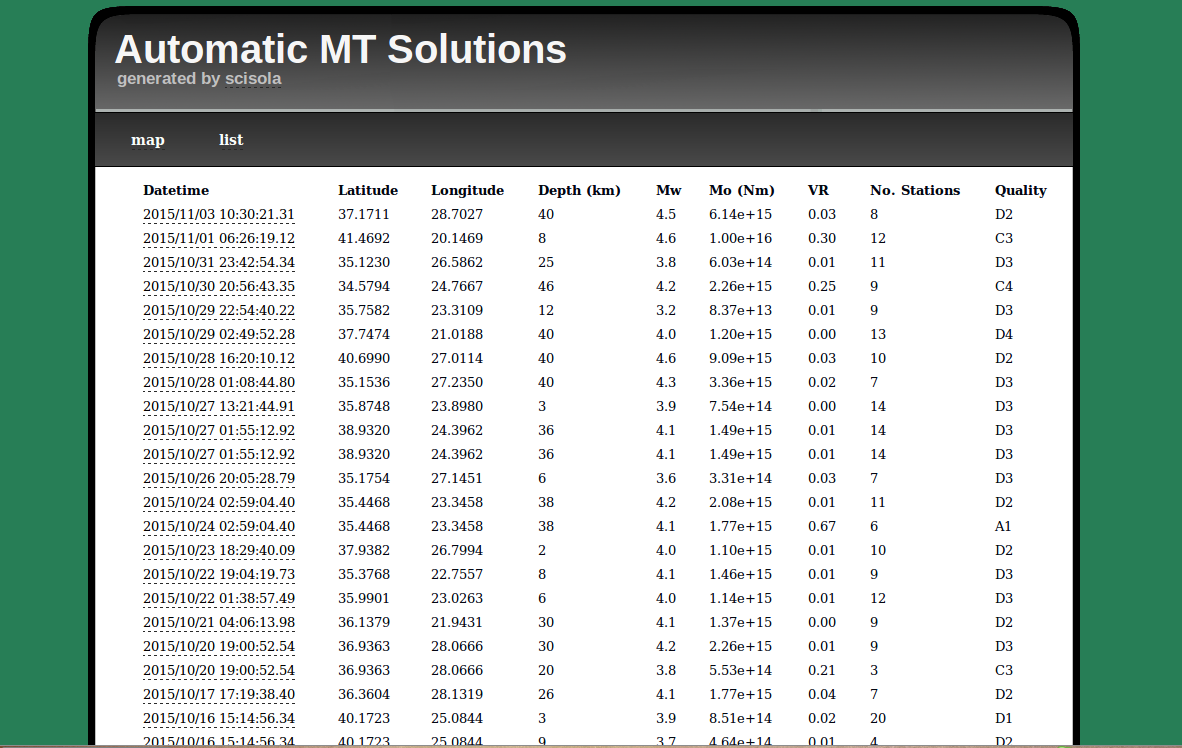 Automatic MT Solutions
generated by scisola
map list
Datetime Latitude Longitude Depth (km) Mw Mo (Nm) VR No. Stations Quality
2015/11/03 10:30:21.31 37.1711 28.7027 40 4.5 6.14e+15 0.03 8 D2
2015/11/01 06:26:19.12 41.4692 20.1469 8 4.6 1.00e+16 0.30 12 C3
2015/10/31 23:42:54.34 35.1230 26.5862 25 3.8 6.03e+14 0.01 11 D3
2015/10/30 20:56:43.35 34.5794 24.7667 46 4.2 2.26e+15 0.25 9 C4
2015/10/29 22:54:40.22 35.7582 23.3109 12 3.2 8.37e+13 0.01 9 D3
2015/10/29 02:49:52.28 37.7474 21.0188 40 4.0 1.20e+15 0.00 13 D4
2015/10/28 16:20:10.12 40.6990 27.0114 40 4.6 9.09e+15 0.03 10 D2
2015/10/28 01:08:44.80 35.1536 27.2350 40 4.3 3.36e+15 0.02 7 D3
2015/10/27 13:21:44.91 35.8748 23.8980 3 3.9 7.54e+14 0.00 14 D3
2015/10/27 01:55:12.92 38.9320 24.3962 36 4.1 1.49e+15 0.01 14 D3
2015/10/27 01:55:12.92 38.9320 24.3962 36 4.1 1.49e+15 0.01 14 D3
2015/10/26 20:05:28.79 35.1754 27.1451 6 3.6 3.31e+14 0.03 7 D3
2015/10/24 02:59:04.40 35.4468 23.3458 38 4.2 2.08e+15 0.01 11 D2
2015/10/24 02:59:04.40 35.4468 23.3458 38 4.1 1.77e+15 0.67 6 A1
2015/10/23 18:29:40.09 37.9382 26.7994 2 4.0 1.10e+15 0.01 10 D2
2015/10/22 19:04:19.73 35.3768 22.7557 8 4.1 1.46e+15 0.01 9 D3
2015/10/22 01:38:57.49 35.9901 23.0263 6 4.0 1.14e+15 0.01 12 D3
2015/10/21 04:06:13.98 36.1379 21.9431 30 4.1 1.37e+15 0.00 9 D2
2015/10/20 19:00:52.54 36.9363 28.0666 30 4.2 2.26e+15 0.01 9 D3
2015/10/20 19:00:52.54 36.9363 28.0666 20 3.8 5.53e+14 0.21 3 C3
2015/10/17 17:19:38.40 36.3604 28.1319 26 4.1 1.77e+15 0.04 7 D2
2015/10/16 15:14:56.34 40.1723 25.0844 3 3.9 8.51e+14 0.02 20 D1
2015/10/16 15:14:56.34 40.1723 25.0844 9 3.7 4.64e+14 0.01 4 D2